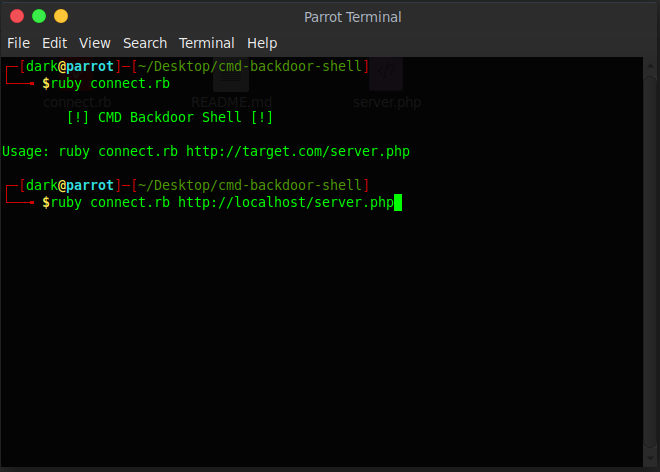 Parrot Terminal
File Edit View Search Terminal Help
┌─[dark@parrot]─[~/Desktop/cmd-backdoor-shell]
└──╼ $ruby connect.rb
connect.rb README.md server.php
[!] CMD Backdoor Shell [!]
Usage: ruby connect.rb http://target.com/server.php
┌─[dark@parrot]─[~/Desktop/cmd-backdoor-shell]
└──╼ $ruby connect.rb http://localhost/server.php